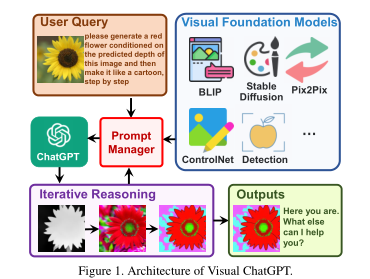 User Query
please generate a red
flower conditioned on
the predicted depth of
this image and then
make it like a cartoon,
step by step
Visual Foundation Models
BLIP
Stable
Diffusion
Pix2Pix
ControlNet
Detection
...
ChatGPT
Prompt
Manager
Iterative Reasoning
Outputs
Here you are.
What else
can I help
you?
Figure 1. Architecture of Visual ChatGPT.